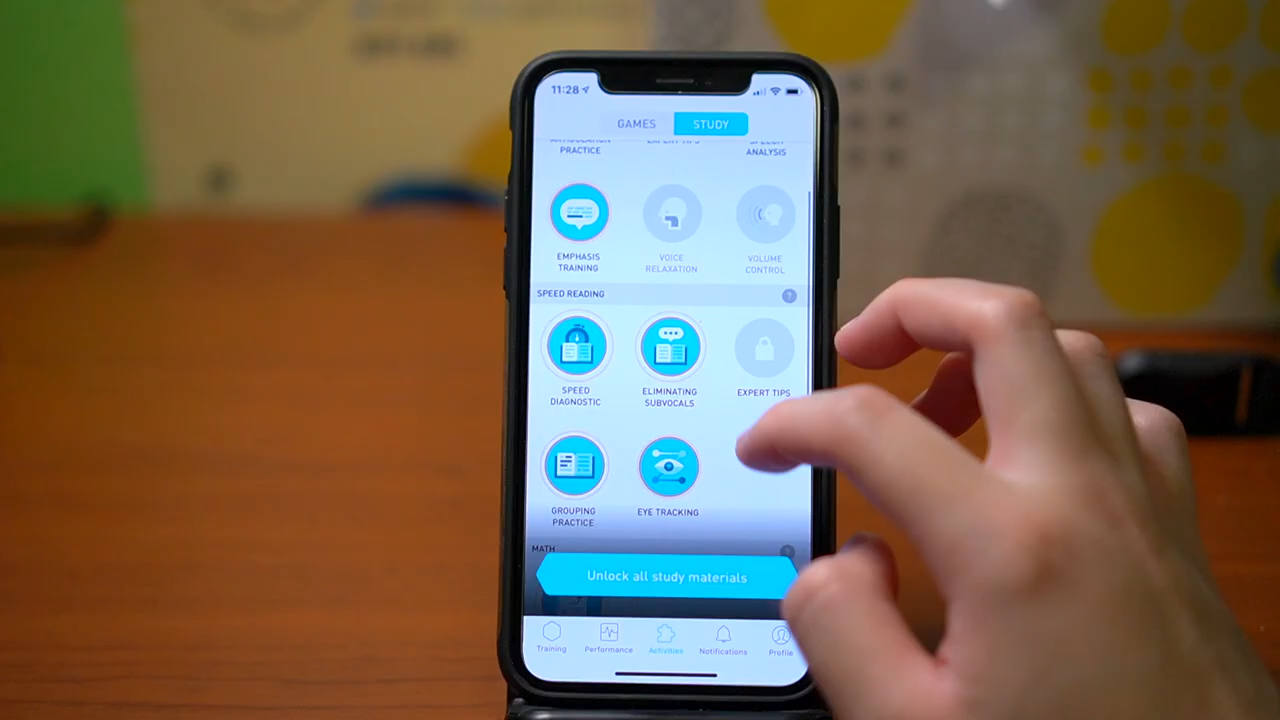 11:28
GAMES STUDY
PRACTICE
ANALYSIS
EMPHASIS
TRAINING
VOICE
RELAXATION
VOLUME
CONTROL
SPEED READING
?
SPEED
DIAGNOSTIC
ELIMINATING
SUBVOCALS
EXPERT TIPS
GROUPING
PRACTICE
EYE TRACKING
MATH
Unlock all study materials
Training Performance Activities Notifications Profile